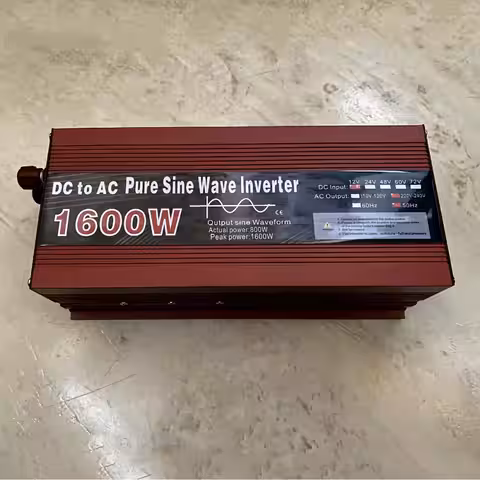 DC to AC Pure Sine Wave Inverter
1600W
Qutput sine Waveform
Actual power:800W
Peak power:1600W
CE
12V 24V 48V 60V 72V
DC Input:
AC Output: 110V-120V 220V-240V
60Hz 50Hz